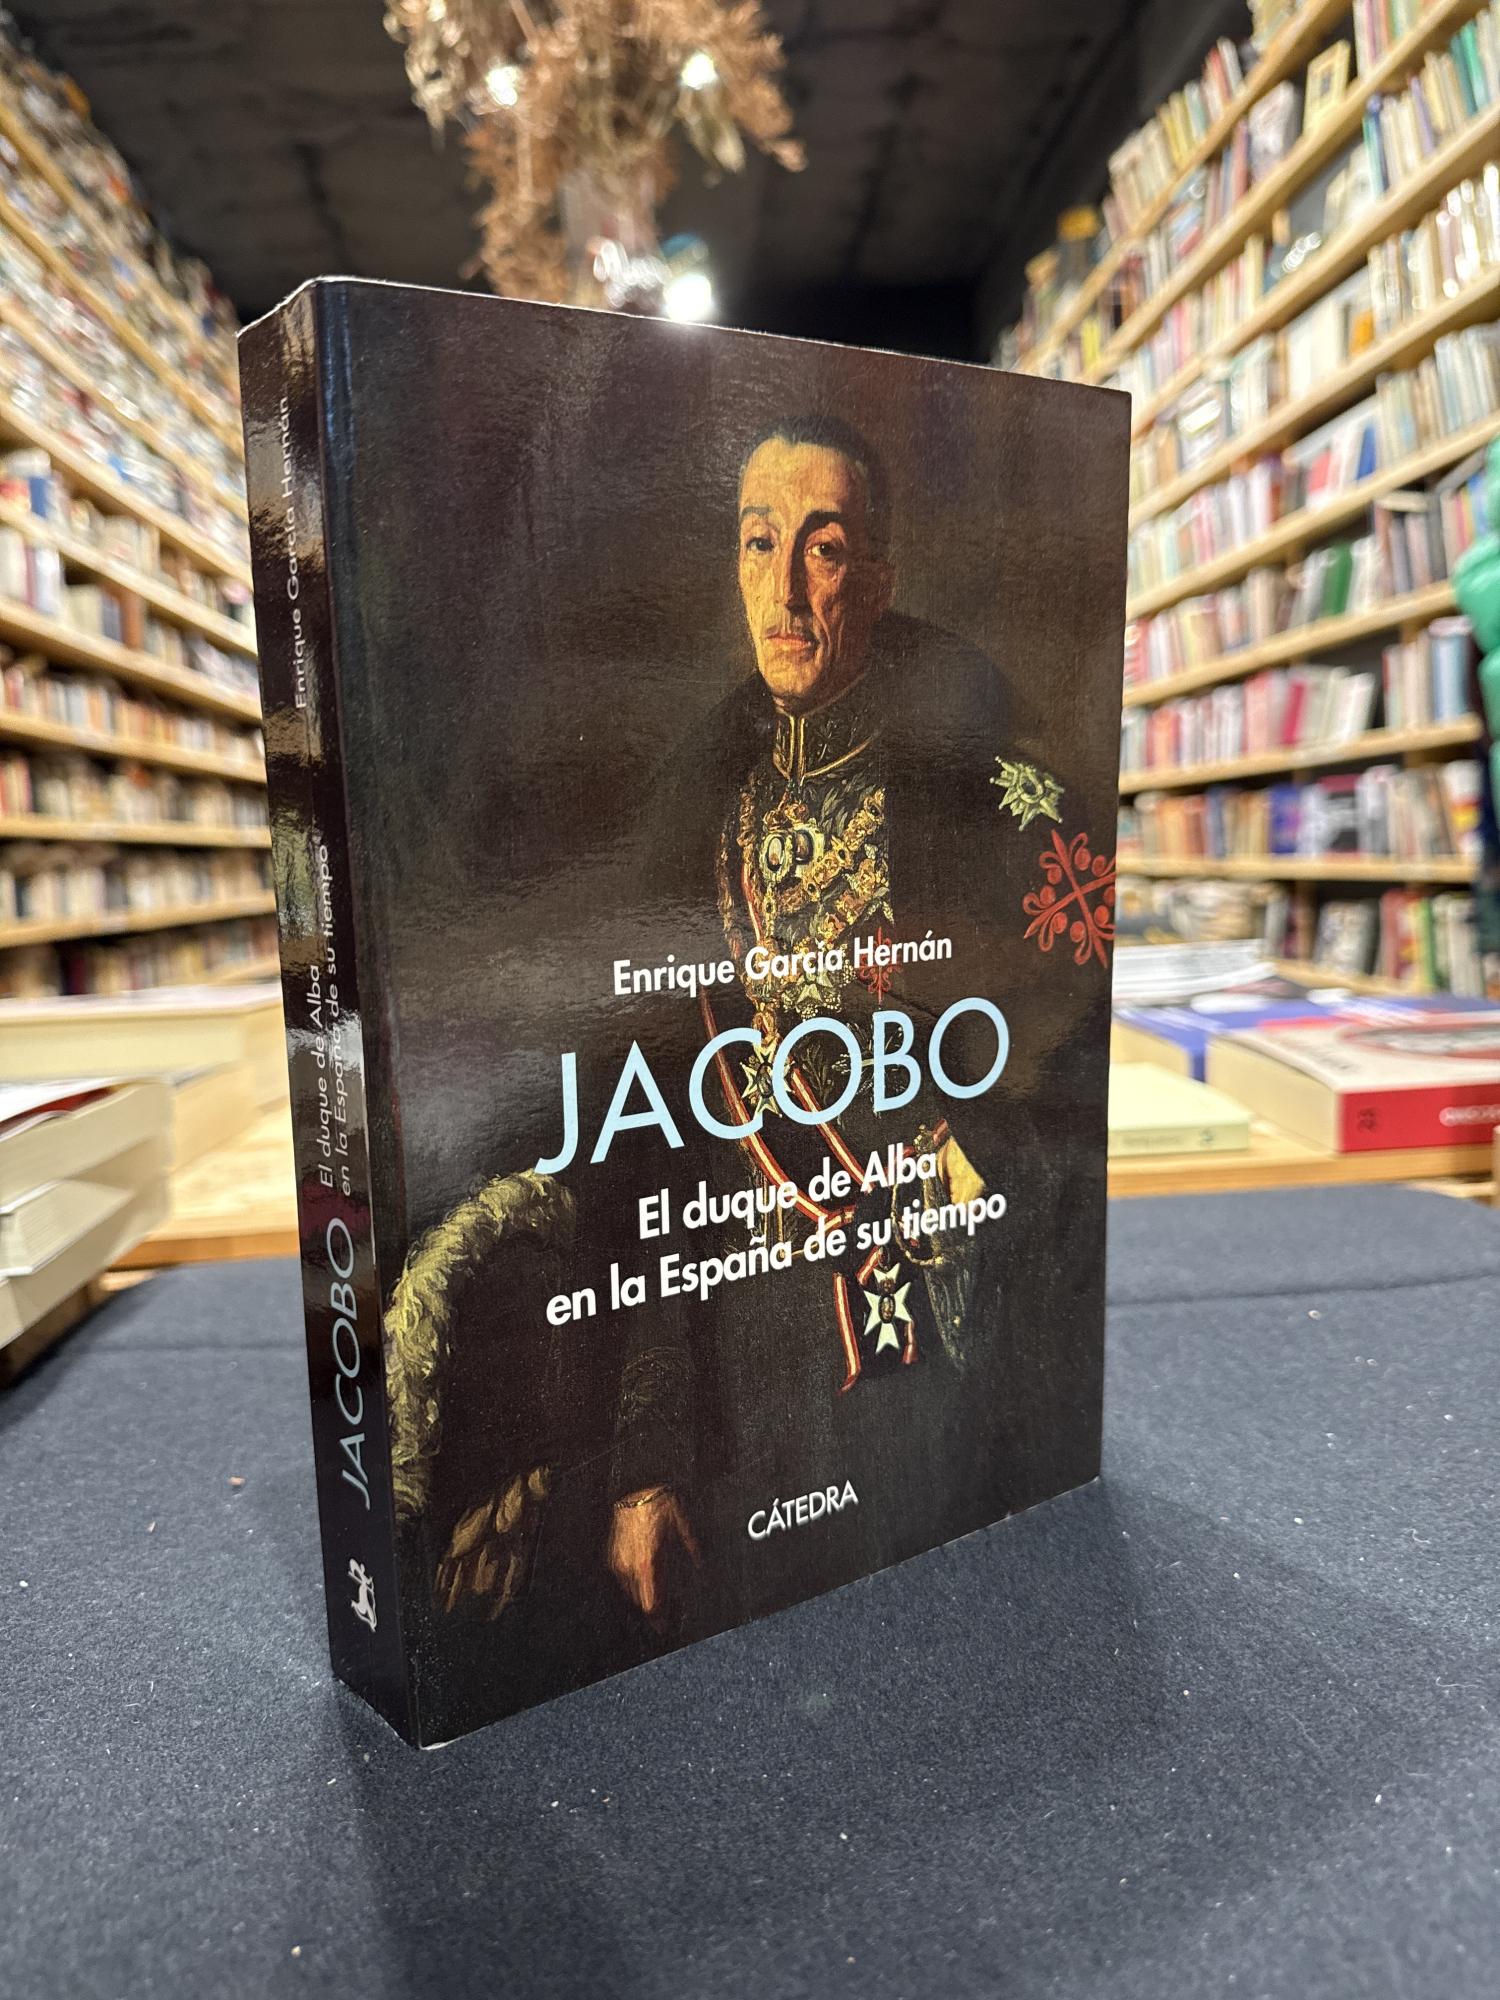 Enrique García Hernán
JACOBO
El duque de Alba
en la España de su tiempo
CÁTEDRA
Enrique García Hernán
JACOBO
El duque de Alba
en la España de su tiempo